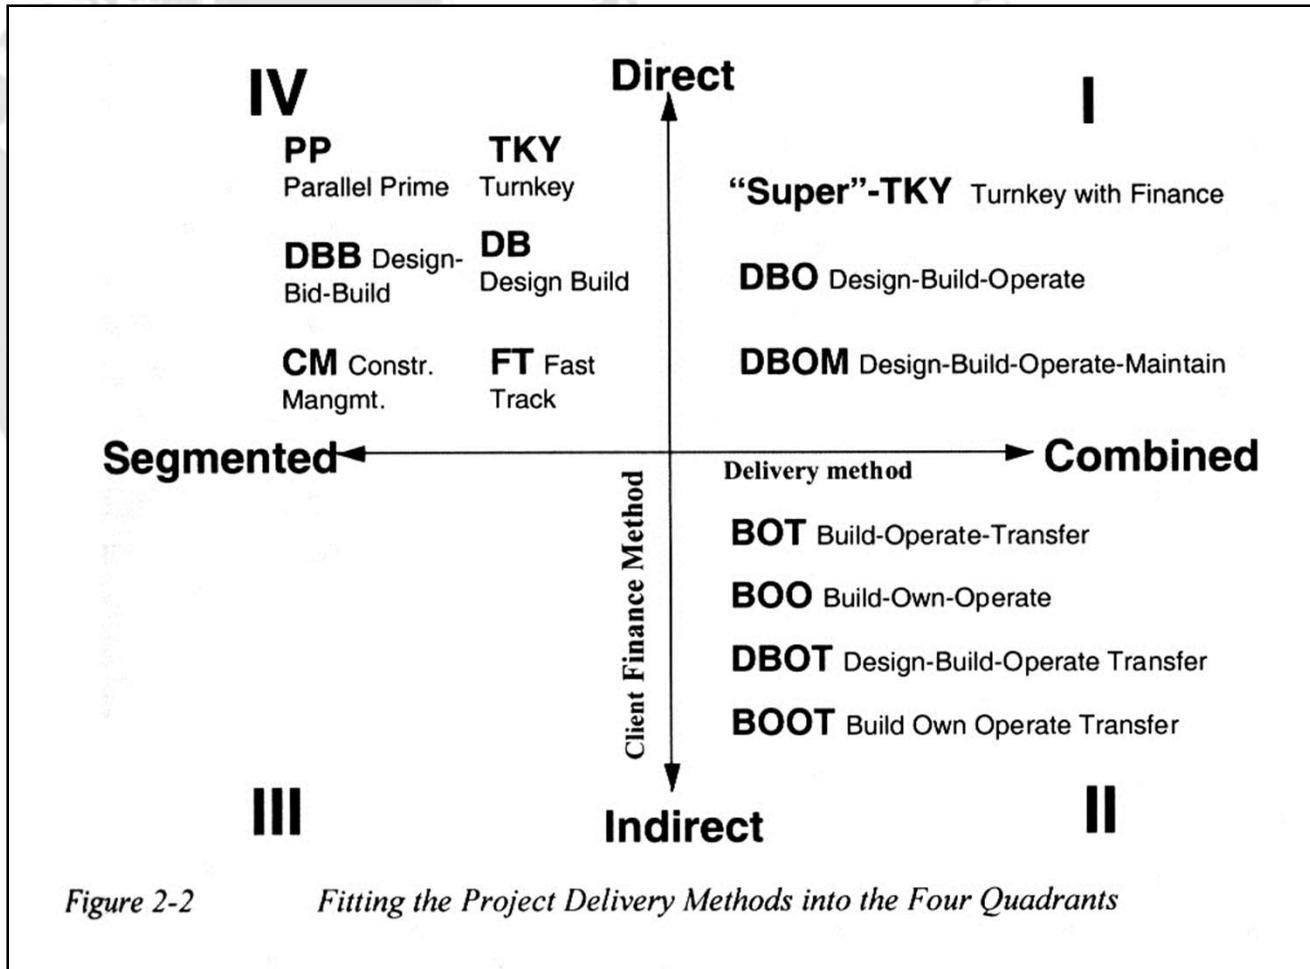 IV
Direct
I
PP
Parallel Prime
TKY
Turnkey
"Super"-TKY Turnkey with Finance
DBB Design-
Bid-Build
DB
Design Build
DBO Design-Build-Operate
CM Constr.
Mangmt.
FT Fast
Track
DBOM Design-Build-Operate-Maintain
Segmented
Combined
Delivery method
Client Finance Method
BOT Build-Operate-Transfer
BOO Build-Own-Operate
DBOT Design-Build-Operate Transfer
BOOT Build Own Operate Transfer
III
Indirect
II
Figure 2-2 Fitting the Project Delivery Methods into the Four Quadrants